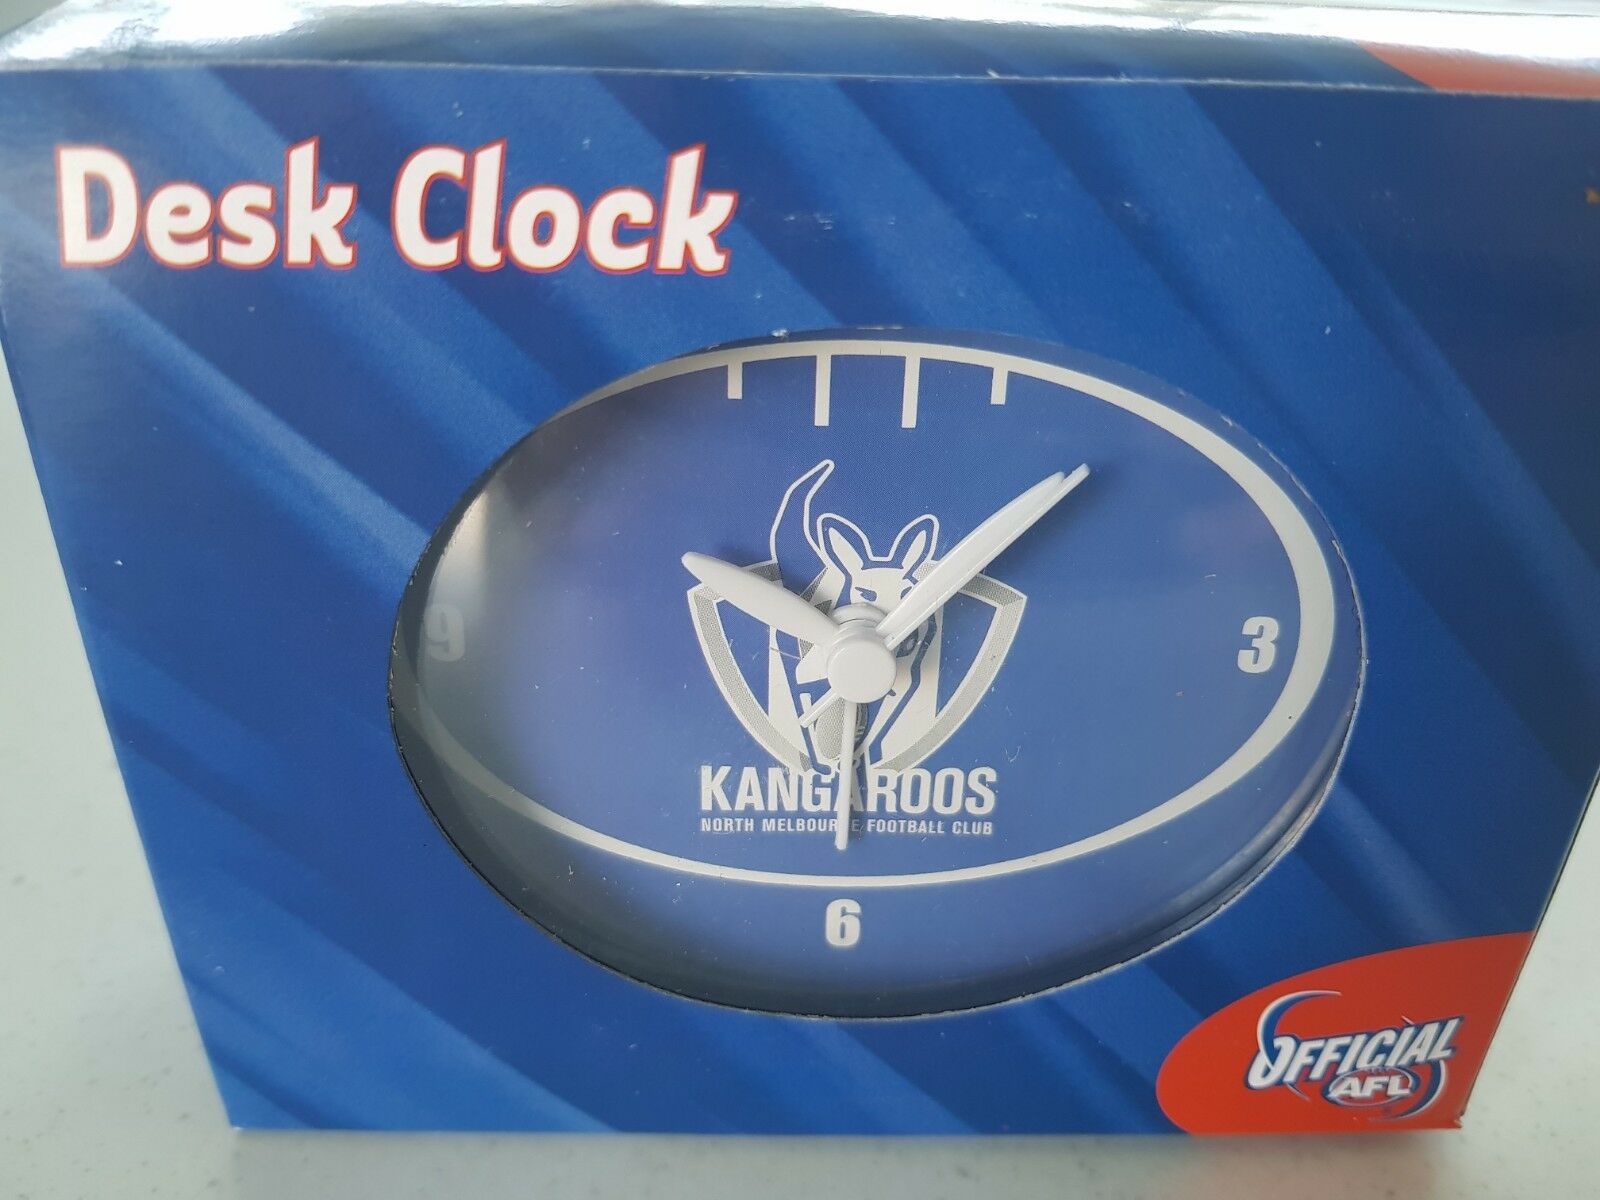 Desk Clock
9
3
KANGAROOS
NORTH MELBOURNE FOOTBALL CLUB
6
OFFICIAL
AFL